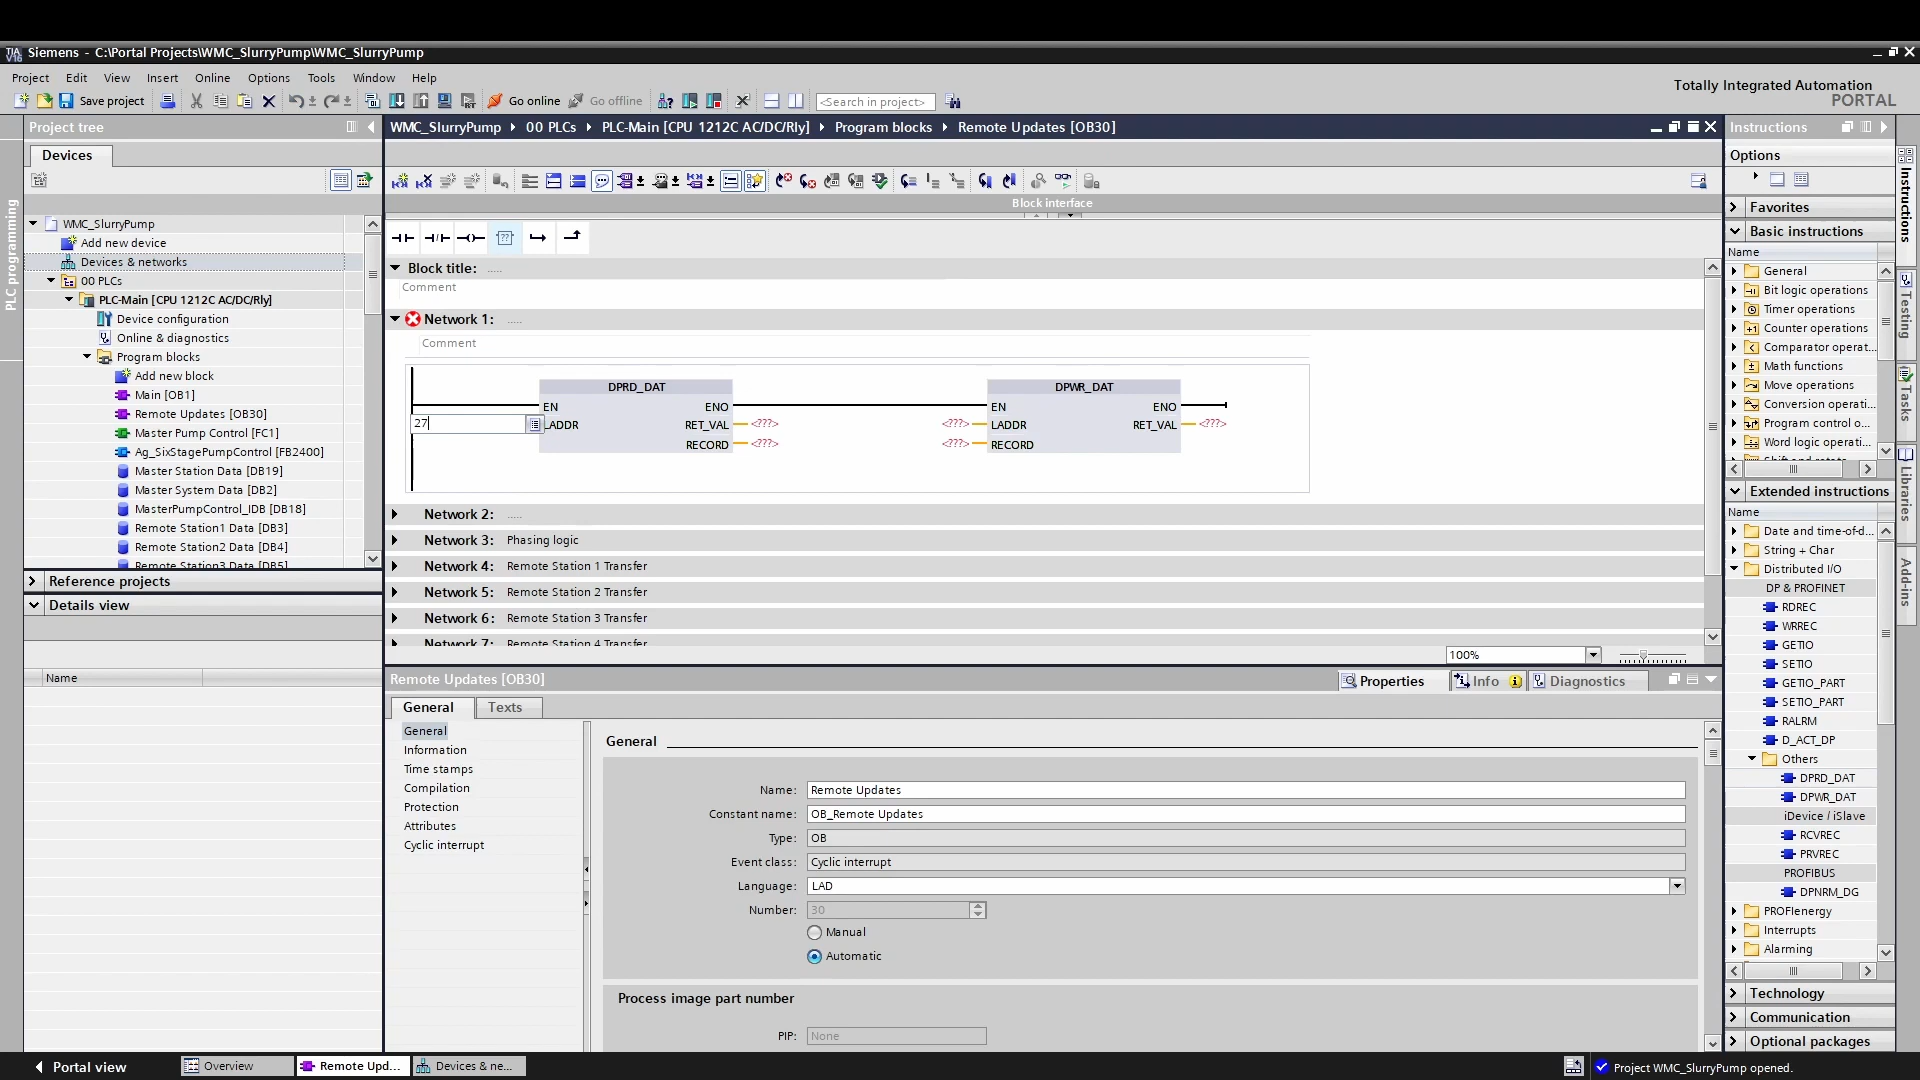 TIA
V16
Siemens - C:\Portal Projects\WMC_SlurryPump\WMC_SlurryPump
Project Edit View Insert Online Options Tools Window Help
Totally Integrated Automation
PORTAL
Save project
Go online
Go offline
<Search in project>
Project tree
WMC_SlurryPump 00 PLCs PLC-Main [CPU 1212C AC/DC/Rly] Program blocks Remote Updates [OB30]
Instructions
Devices
Options
PLC programming
Block interface
WMC_SlurryPump
Add new device
Devices & networks
00 PLCs
PLC-Main [CPU 1212C AC/DC/Rly]
Device configuration
Online & diagnostics
Program blocks
Add new block
Main [OB1]
Remote Updates [OB30]
Master Pump Control [FC1]
Ag_SixStagePumpControl [FB2400]
Master Station Data [DB19]
Master System Data [DB2]
MasterPumpControl_IDB [DB18]
Remote Station1 Data [DB3]
Remote Station2 Data [DB4]
Remote Station3 Data [DB5]
Reference projects
Details view
Name
Block title: .....
Comment
Network 1: .....
Comment
DPRD_DAT
EN
ENO
27
LADDR
RET_VAL
<???>
RECORD
<???>
DPWR_DAT
EN
ENO
<???>
LADDR
RET_VAL
<???>
<???>
RECORD
Network 2: .....
Network 3: Phasing logic
Network 4: Remote Station 1 Transfer
Network 5: Remote Station 2 Transfer
Network 6: Remote Station 3 Transfer
Network 7: Remote Station 4 Transfer
100%
Remote Updates [OB30]
Properties
Info
Diagnostics
General
Texts
General
Information
Time stamps
Compilation
Protection
Attributes
Cyclic interrupt
General
Name: Remote Updates
Constant name: OB_Remote Updates
Type: OB
Event class: Cyclic interrupt
Language: LAD
Number: 30
Manual
Automatic
Process image part number
PIP: None
Favorites
Basic instructions
Name
General
Bit logic operations
Timer operations
Counter operations
Comparator operat...
Math functions
Move operations
Conversion operati...
Program control o...
Word logic operati...
Shift and rotate
Extended instructions
Name
Date and time-of-d...
String + Char
Distributed I/O
DP & PROFINET
RDREC
WRREC
GETIO
SETIO
GETIO_PART
SETIO_PART
RALRM
D_ACT_DP
Others
DPRD_DAT
DPWR_DAT
iDevice / iSlave
RCVREC
PRVREC
PROFIBUS
DPNRM_DG
PROFIenergy
Interrupts
Alarming
Technology
Communication
Optional packages
Instructions
Testing
Tasks
Libraries
Add-ins
Portal view
Overview
Remote Upd...
Devices & ne...
Project WMC_SlurryPump opened.